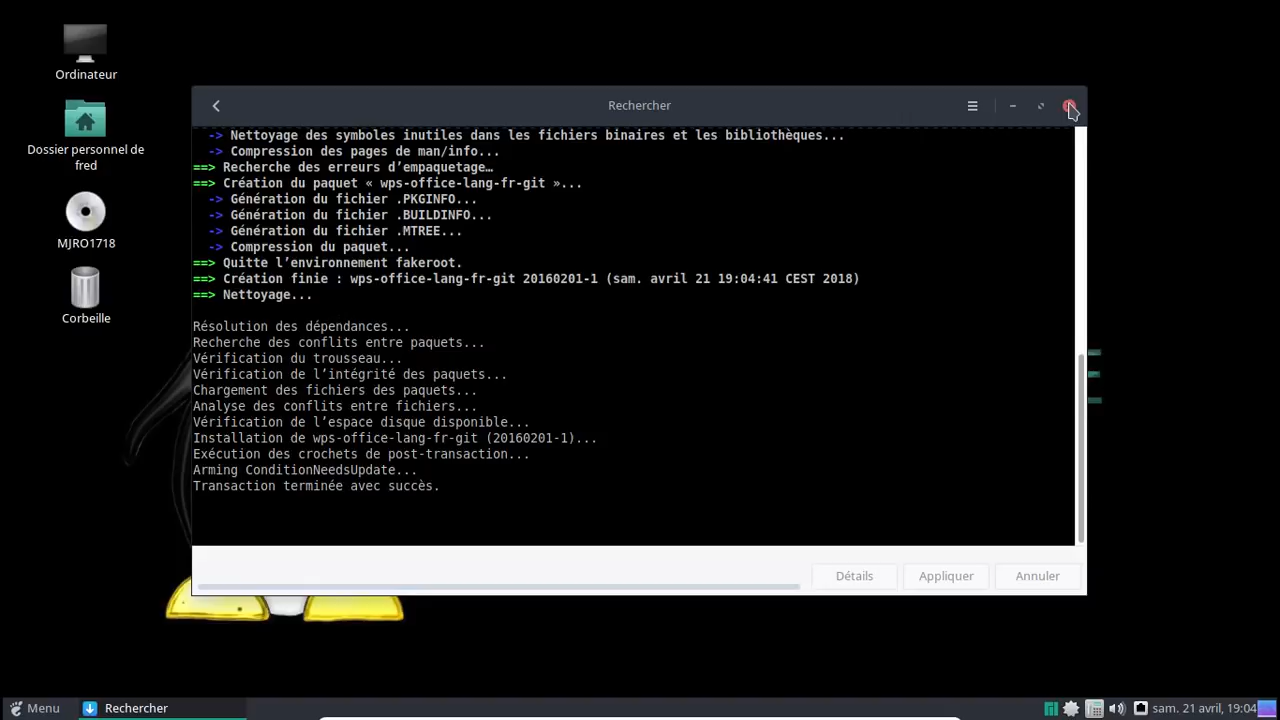 Ordinateur
Dossier personnel de
fred
MJRO1718
Corbeille
Rechercher
-> Nettoyage des symboles inutiles dans les fichiers binaires et les bibliothèques...
-> Compression des pages de man/info...
==> Recherche des erreurs d’empaquetage…
==> Création du paquet « wps-office-lang-fr-git »...
-> Génération du fichier .PKGINFO...
-> Génération du fichier .BUILDINFO...
-> Génération du fichier .MTREE...
-> Compression du paquet...
==> Quitte l’environnement fakeroot.
==> Création finie : wps-office-lang-fr-git 20160201-1 (sam. avril 21 19:04:41 CEST 2018)
==> Nettoyage...
Résolution des dépendances...
Recherche des conflits entre paquets...
Vérification du trousseau...
Vérification de l’intégrité des paquets...
Chargement des fichiers des paquets...
Analyse des conflits entre fichiers...
Vérification de l’espace disque disponible...
Installation de wps-office-lang-fr-git (20160201-1)...
Exécution des crochets de post-transaction...
Arming ConditionNeedsUpdate...
Transaction terminée avec succès.
Détails Appliquer Annuler
Menu Rechercher sam. 21 avril, 19:04